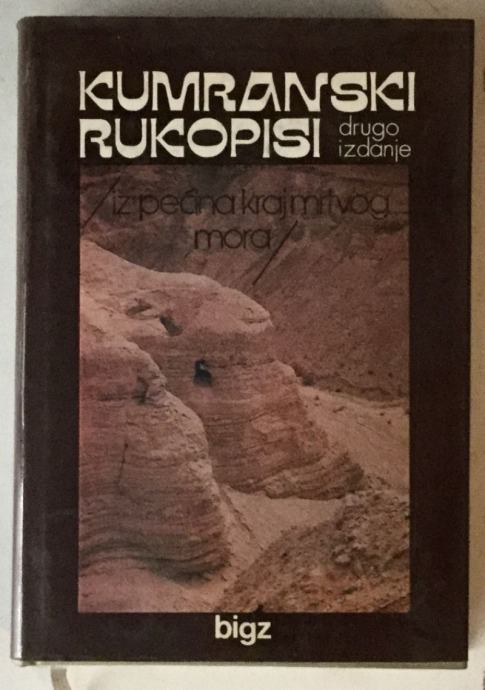 KUMRANSKI
RUKOPISI
drugo
izdanje
/iz pećina kraj mrtvog
mora/
bigz